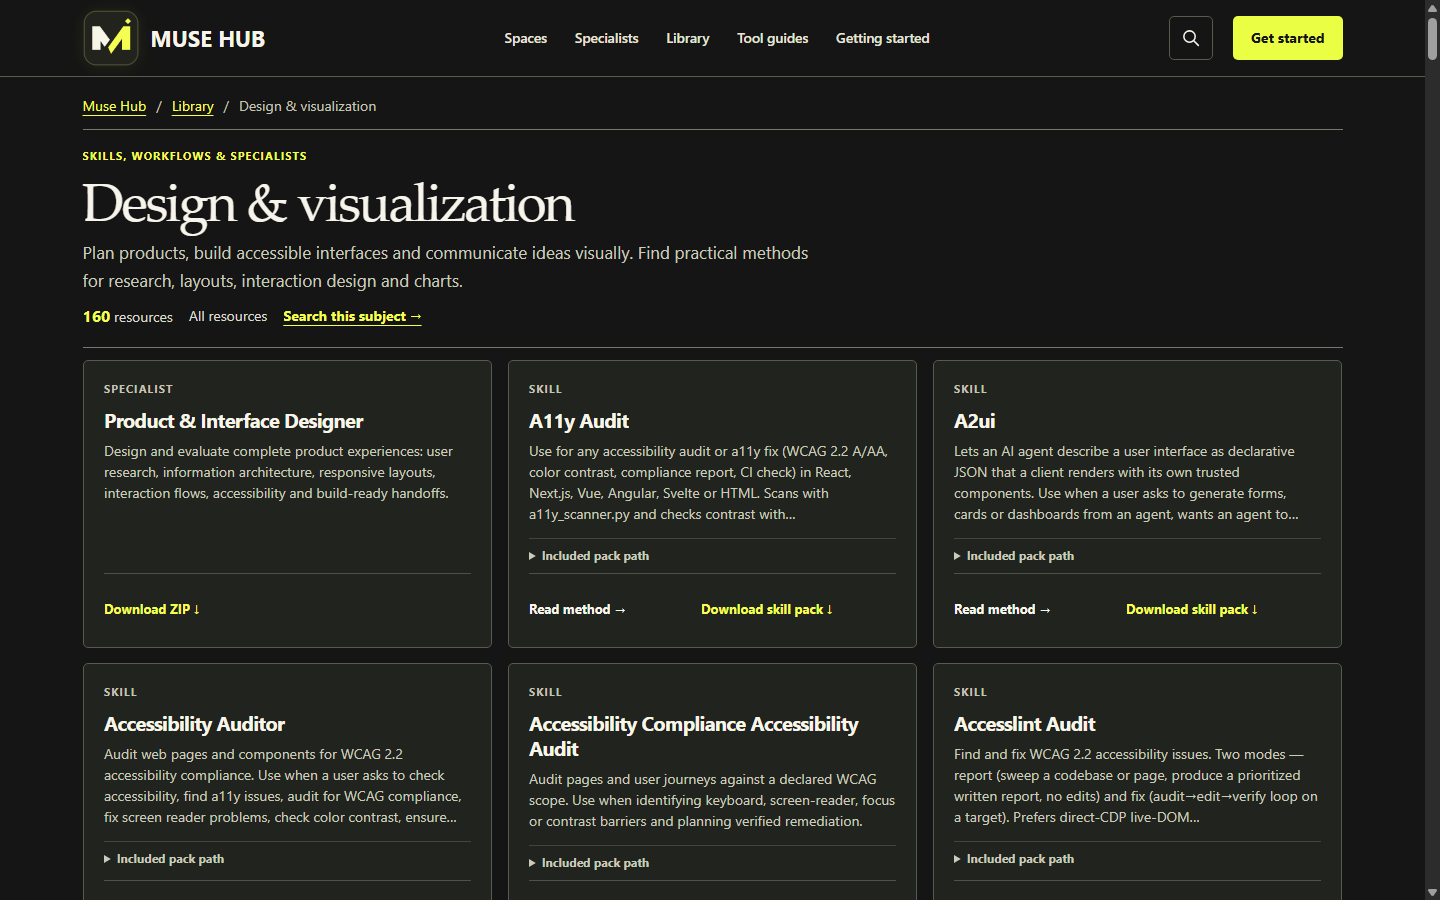 MUSE HUB
Spaces
Specialists
Library
Tool guides
Getting started
Get started
Muse Hub / Library / Design & visualization
SKILLS, WORKFLOWS & SPECIALISTS
Design & visualization
Plan products, build accessible interfaces and communicate ideas visually. Find practical methods
for research, layouts, interaction design and charts.
160 resources
All resources
Search this subject →
SPECIALIST
Product & Interface Designer
Design and evaluate complete product experiences: user
research, information architecture, responsive layouts,
interaction flows, accessibility and build-ready handoffs.
Download ZIP ↓
SKILL
A11y Audit
Use for any accessibility audit or a11y fix (WCAG 2.2 A/AA,
color contrast, compliance report, CI check) in React,
Next.js, Vue, Angular, Svelte or HTML. Scans with
a11y_scanner.py and checks contrast with...
Included pack path
Read method →
Download skill pack ↓
SKILL
A2ui
Lets an AI agent describe a user interface as declarative
JSON that a client renders with its own trusted
components. Use when a user asks to generate forms,
cards or dashboards from an agent, wants an agent to...
Included pack path
Read method →
Download skill pack ↓
SKILL
Accessibility Auditor
Audit web pages and components for WCAG 2.2
accessibility compliance. Use when a user asks to check
accessibility, find a11y issues, audit for WCAG compliance,
fix screen reader problems, check color contrast, ensure...
Included pack path
SKILL
Accessibility Compliance Accessibility
Audit
Audit pages and user journeys against a declared WCAG
scope. Use when identifying keyboard, screen-reader, focus
or contrast barriers and planning verified remediation.
Included pack path
SKILL
Accesslint Audit
Find and fix WCAG 2.2 accessibility issues. Two modes —
report (sweep a codebase or page, produce a prioritized
written report, no edits) and fix (audit→edit→verify loop on
a target). Prefers direct-CDP live-DOM...
Included pack path